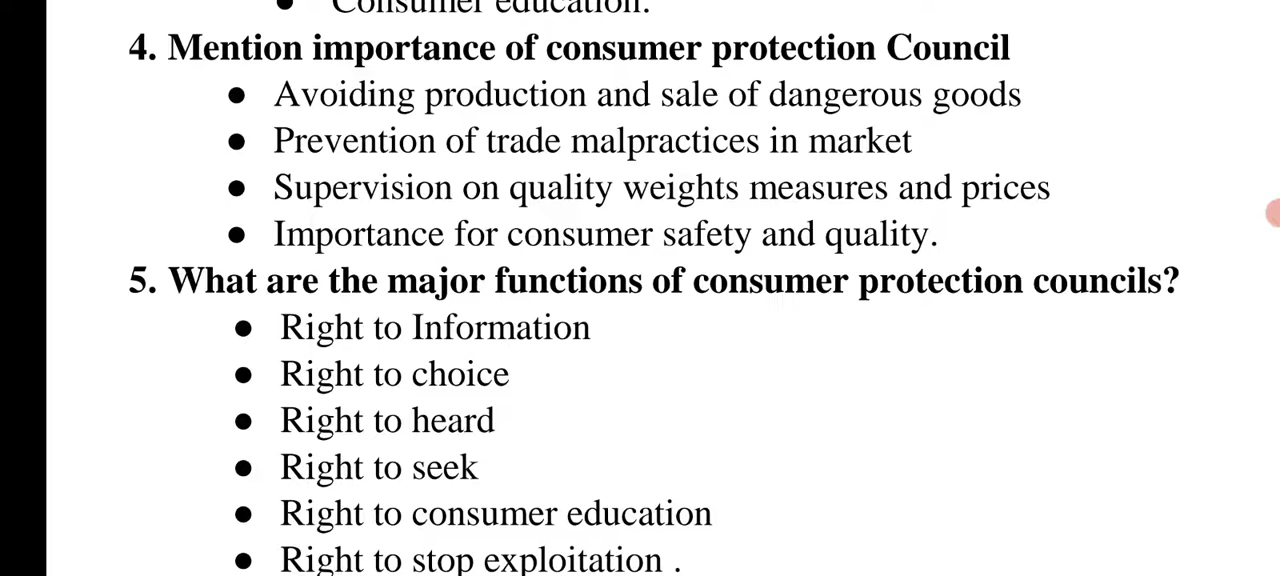 ● Consumer education.
4. Mention importance of consumer protection Council
● Avoiding production and sale of dangerous goods
● Prevention of trade malpractices in market
● Supervision on quality weights measures and prices
● Importance for consumer safety and quality.
5. What are the major functions of consumer protection councils?
● Right to Information
● Right to choice
● Right to heard
● Right to seek
● Right to consumer education
● Right to stop exploitation .